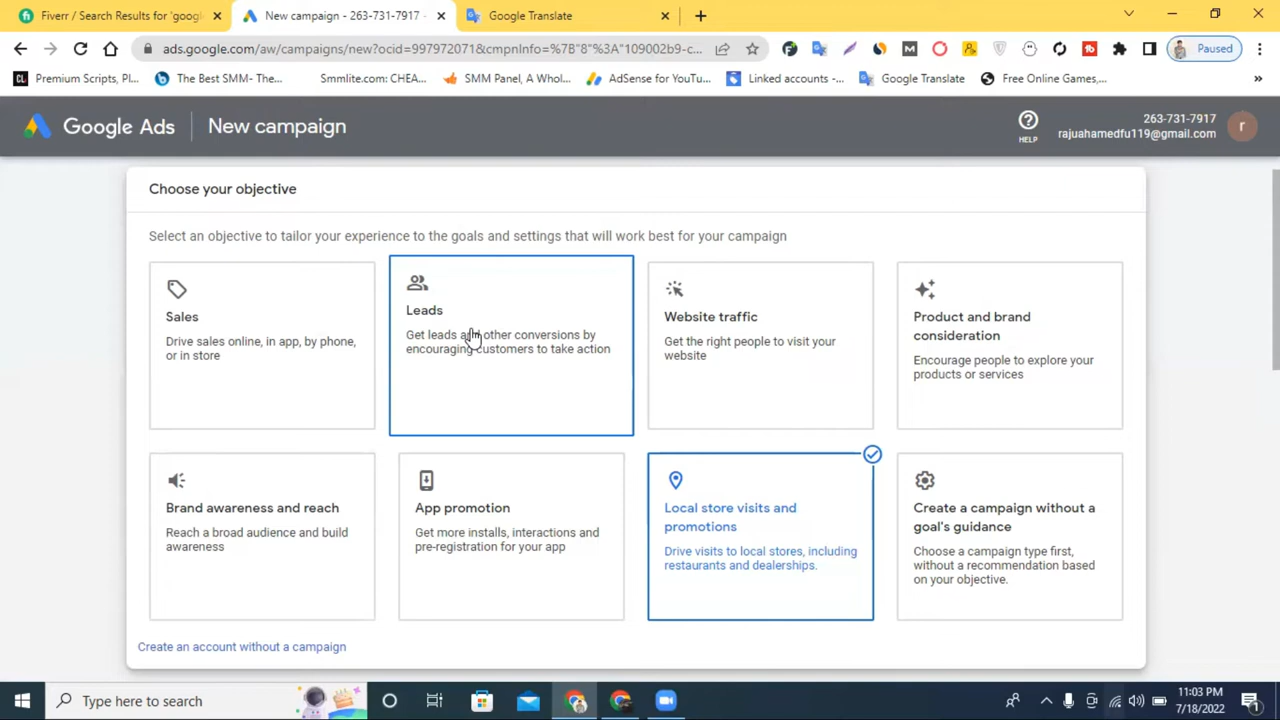 Fiverr / Search Results for 'googl
New campaign - 263-731-7917 -
Google Translate
ads.google.com/aw/campaigns/new?ocid=997972071&cmpnInfo=%7B"8"%3A"109002b9-c...
Paused
Premium Scripts, Pl...
The Best SMM- The...
Smmlite.com: CHEA...
SMM Panel, A Whol...
AdSense for YouTu...
Linked accounts -...
Google Translate
Free Online Games,...
Google Ads
New campaign
HELP
263-731-7917
rajuahamedfu119@gmail.com
r
Choose your objective
Select an objective to tailor your experience to the goals and settings that will work best for your campaign
Sales
Drive sales online, in app, by phone,
or in store
Leads
Get leads and other conversions by
encouraging customers to take action
Website traffic
Get the right people to visit your
website
Product and brand
consideration
Encourage people to explore your
products or services
Brand awareness and reach
Reach a broad audience and build
awareness
App promotion
Get more installs, interactions and
pre-registration for your app
Local store visits and
promotions
Drive visits to local stores, including
restaurants and dealerships.
Create a campaign without a
goal's guidance
Choose a campaign type first,
without a recommendation based
on your objective.
Create an account without a campaign
Type here to search
11:03 PM
7/18/2022